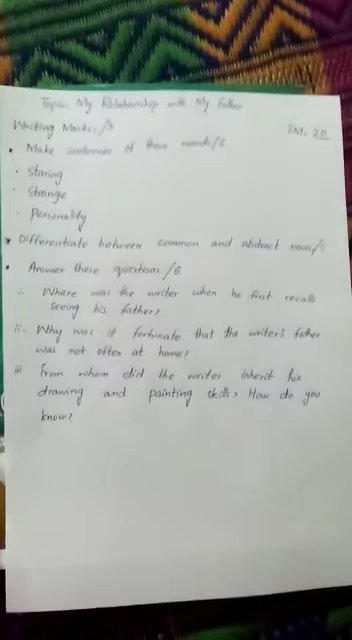 Topic: My Relationship with My Father
Writing Marks:/3
T.M: 20
• Make sentences of these words/6
· Staring
· Strange
· Personality
* Differentiate between common and abstract noun/
• Answer these questions/6
i: Where was the writer when he first recalls
seeing his father?
ii- Why was it fortunate that the writer's father
was not often at home?
iii From whom did the writer inherit his
drawing and painting skills? How do you
know?